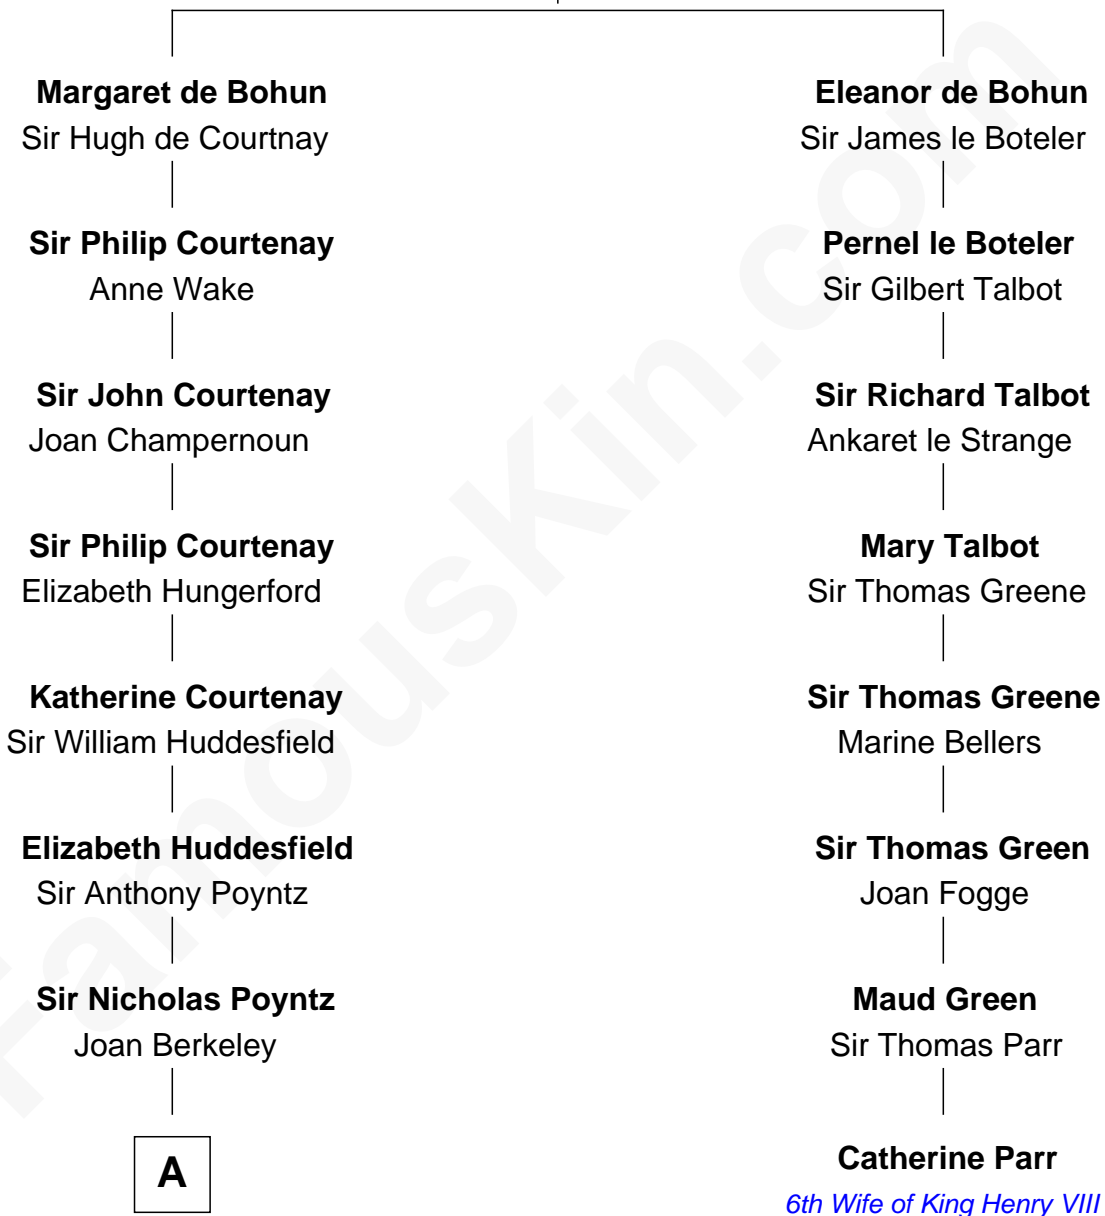 Margaret de Bohun
Sir Hugh de Courtnay
Sir Philip Courtenay
Anne Wake
Sir John Courtenay
Joan Champernoun
Sir Philip Courtenay
Elizabeth Hungerford
Katherine Courtenay
Sir William Huddesfield
Elizabeth Huddesfield
Sir Anthony Poyntz
Sir Nicholas Poyntz
Joan Berkeley
A
Eleanor de Bohun
Sir James le Boteler
Pernel le Boteler
Sir Gilbert Talbot
Sir Richard Talbot
Ankaret le Strange
Mary Talbot
Sir Thomas Greene
Sir Thomas Greene
Marine Bellers
Sir Thomas Green
Joan Fogge
Maud Green
Sir Thomas Parr
Catherine Parr
6th Wife of King Henry VIII
FamousKin.com